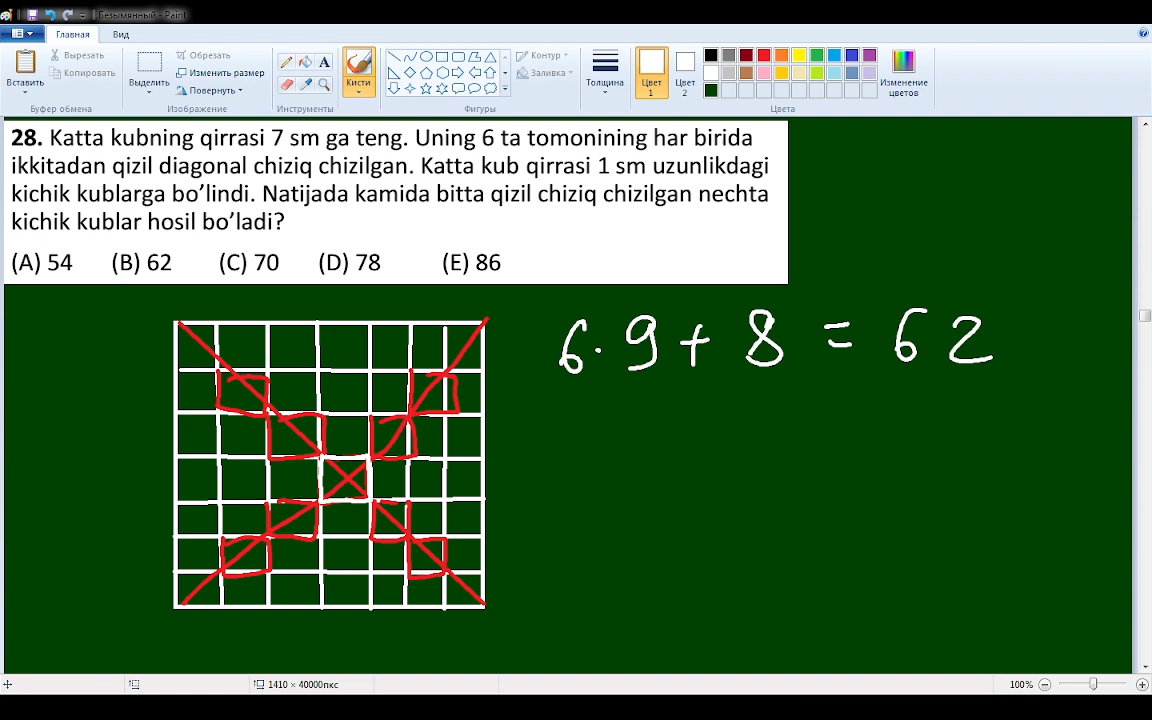 Безымянный - Paint
Главная
Вид
Вставить
Вырезать
Копировать
Буфер обмена
Выделить
Обрезать
Изменить размер
Повернуть
Изображение
A
Инструменты
Кисти
Контур
Заливка
Фигуры
Толщина
Цвет 1
Цвет 2
Изменение цветов
Цвета
28. Katta kubning qirrasi 7 sm ga teng. Uning 6 ta tomonining har birida
ikkitadan qizil diagonal chiziq chizilgan. Katta kub qirrasi 1 sm uzunlikdagi
kichik kublarga bo’lindi. Natijada kamida bitta qizil chiziq chizilgan nechta
kichik kublar hosil bo’ladi?
(A) 54 (B) 62 (C) 70 (D) 78 (E) 86
6 · 9 + 8 = 62
1410 × 40000пкс
100%